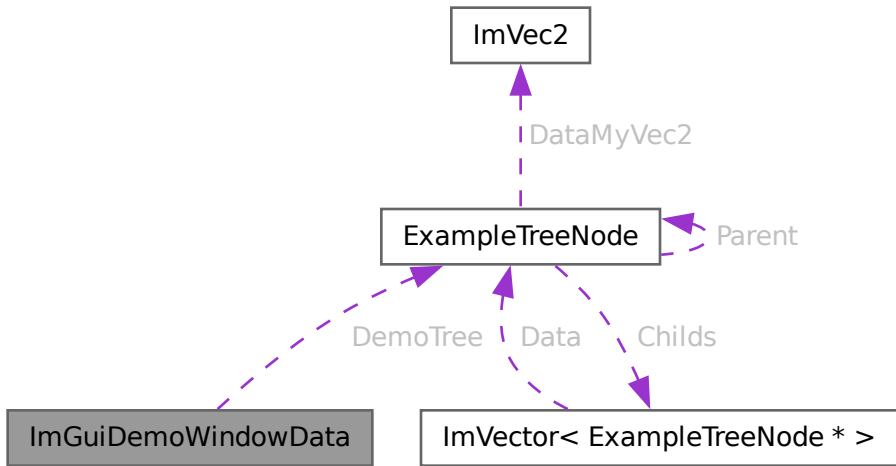 ImVec2
DataMyVec2
ExampleTreeNode
Parent
DemoTree
Data
Childs
ImGuiDemoWindowData
ImVector< ExampleTreeNode * >